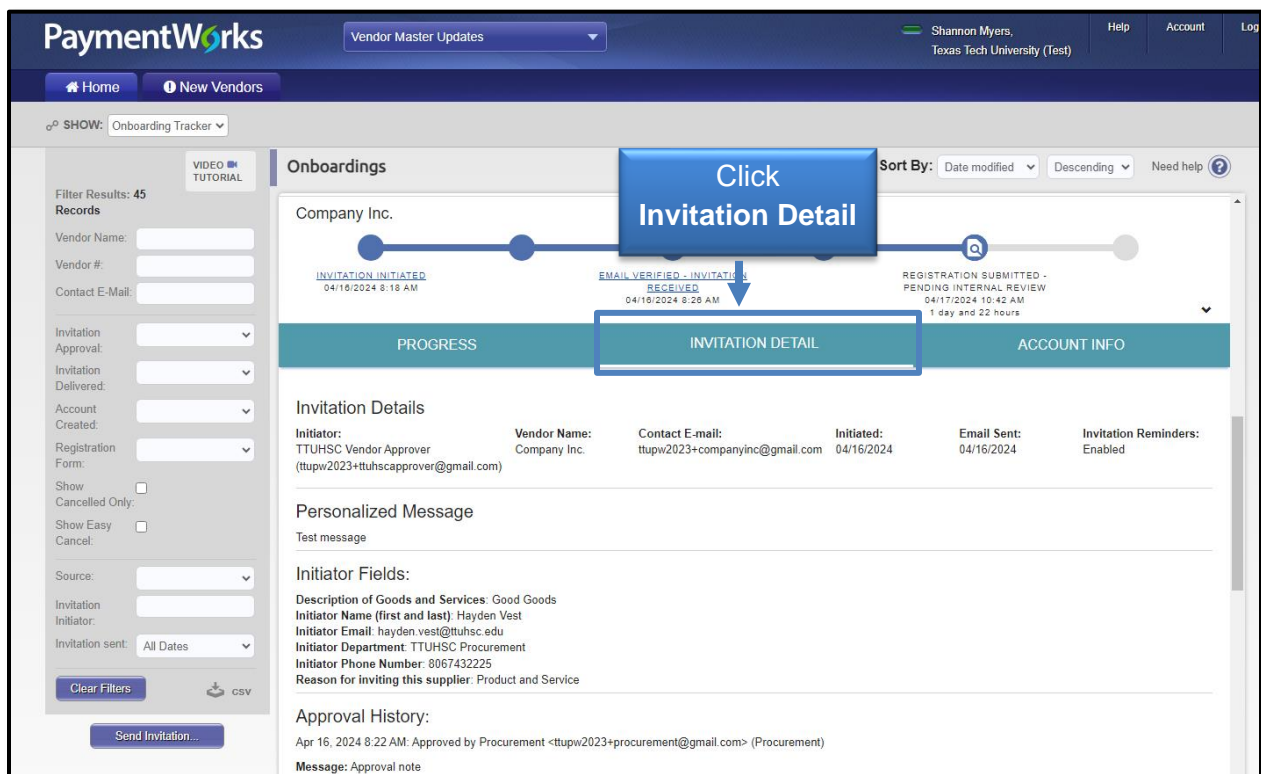 PaymentWorks
Vendor Master Updates
Shannon Myers,
Texas Tech University (Test)
Help
Account
Log
Home
New Vendors
SHOW: Onboarding Tracker
VIDEO
TUTORIAL
Filter Results: 45
Records
Vendor Name:
Vendor #:
Contact E-Mail:
Invitation
Approval:
Invitation
Delivered:
Account
Created:
Registration
Form:
Show
Cancelled Only:
Show Easy
Cancel:
Source:
Invitation
Initiator:
Invitation sent: All Dates
Clear Filters
CSV
Send Invitation...
Onboardings
Click
Invitation Detail
Sort By: Date modified Descending Need help ?
Company Inc.
INVITATION INITIATED
04/16/2024 8:18 AM
EMAIL VERIFIED - INVITATION
RECEIVED
04/16/2024 8:26 AM
REGISTRATION SUBMITTED -
PENDING INTERNAL REVIEW
04/17/2024 10:42 AM
1 day and 22 hours
PROGRESS
INVITATION DETAIL
ACCOUNT INFO
Invitation Details
Initiator:
TTUHSC Vendor Approver
(ttupw2023+ttuhscapprover@gmail.com)
Vendor Name:
Company Inc.
Contact E-mail:
ttupw2023+companyinc@gmail.com
Initiated:
04/16/2024
Email Sent:
04/16/2024
Invitation Reminders:
Enabled
Personalized Message
Test message
Initiator Fields:
Description of Goods and Services: Good Goods
Initiator Name (first and last): Hayden Vest
Initiator Email: hayden.vest@ttuhsc.edu
Initiator Department: TTUHSC Procurement
Initiator Phone Number: 8067432225
Reason for inviting this supplier: Product and Service
Approval History:
Apr 16, 2024 8:22 AM: Approved by Procurement <ttupw2023+procurement@gmail.com> (Procurement)
Message: Approval note